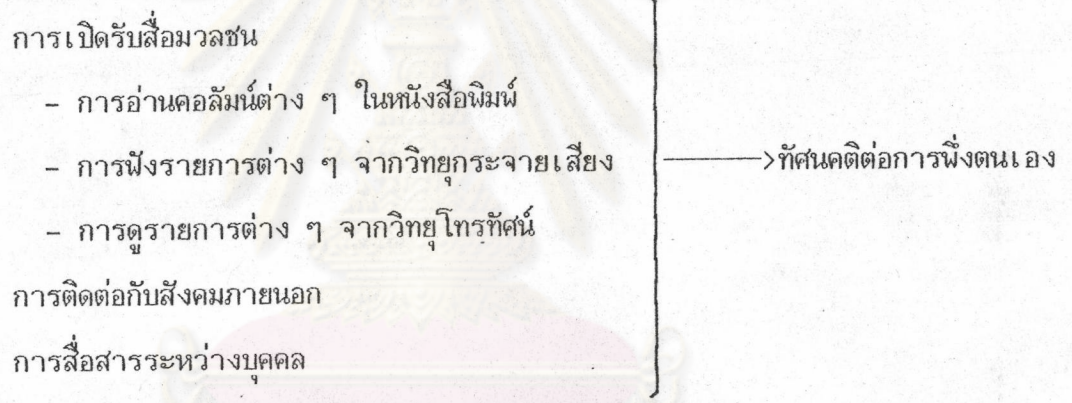 การเปิดรับสื่อมวลชน
- การอ่านคอลัมน์ต่าง ๆ ในหนังสือพิมพ์
- การฟังรายการต่าง ๆ จากวิทยุกระจายเสียง
- การดูรายการต่าง ๆ จากวิทยุโทรทัศน์
การติดต่อกับสังคมภายนอก
การสื่อสารระหว่างบุคคล
>ทัศนคติต่อการพึ่งตนเอง